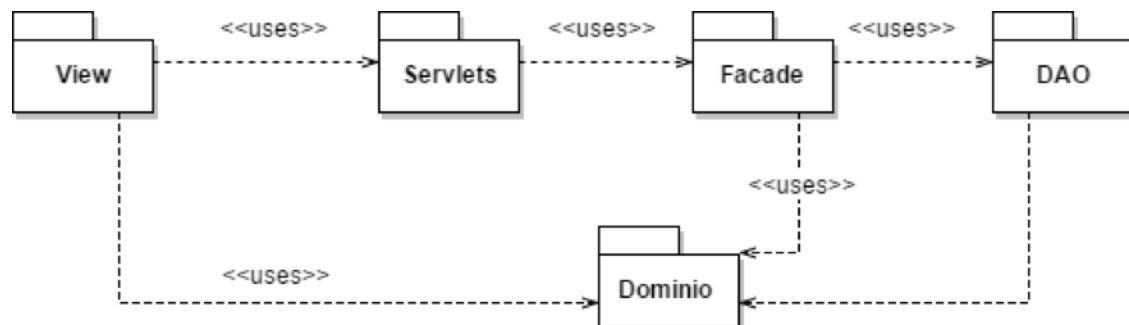 <<uses>>
<<uses>>
<<uses>>
View
Servlets
Facade
DAO
<<uses>>
<<uses>>
Dominio